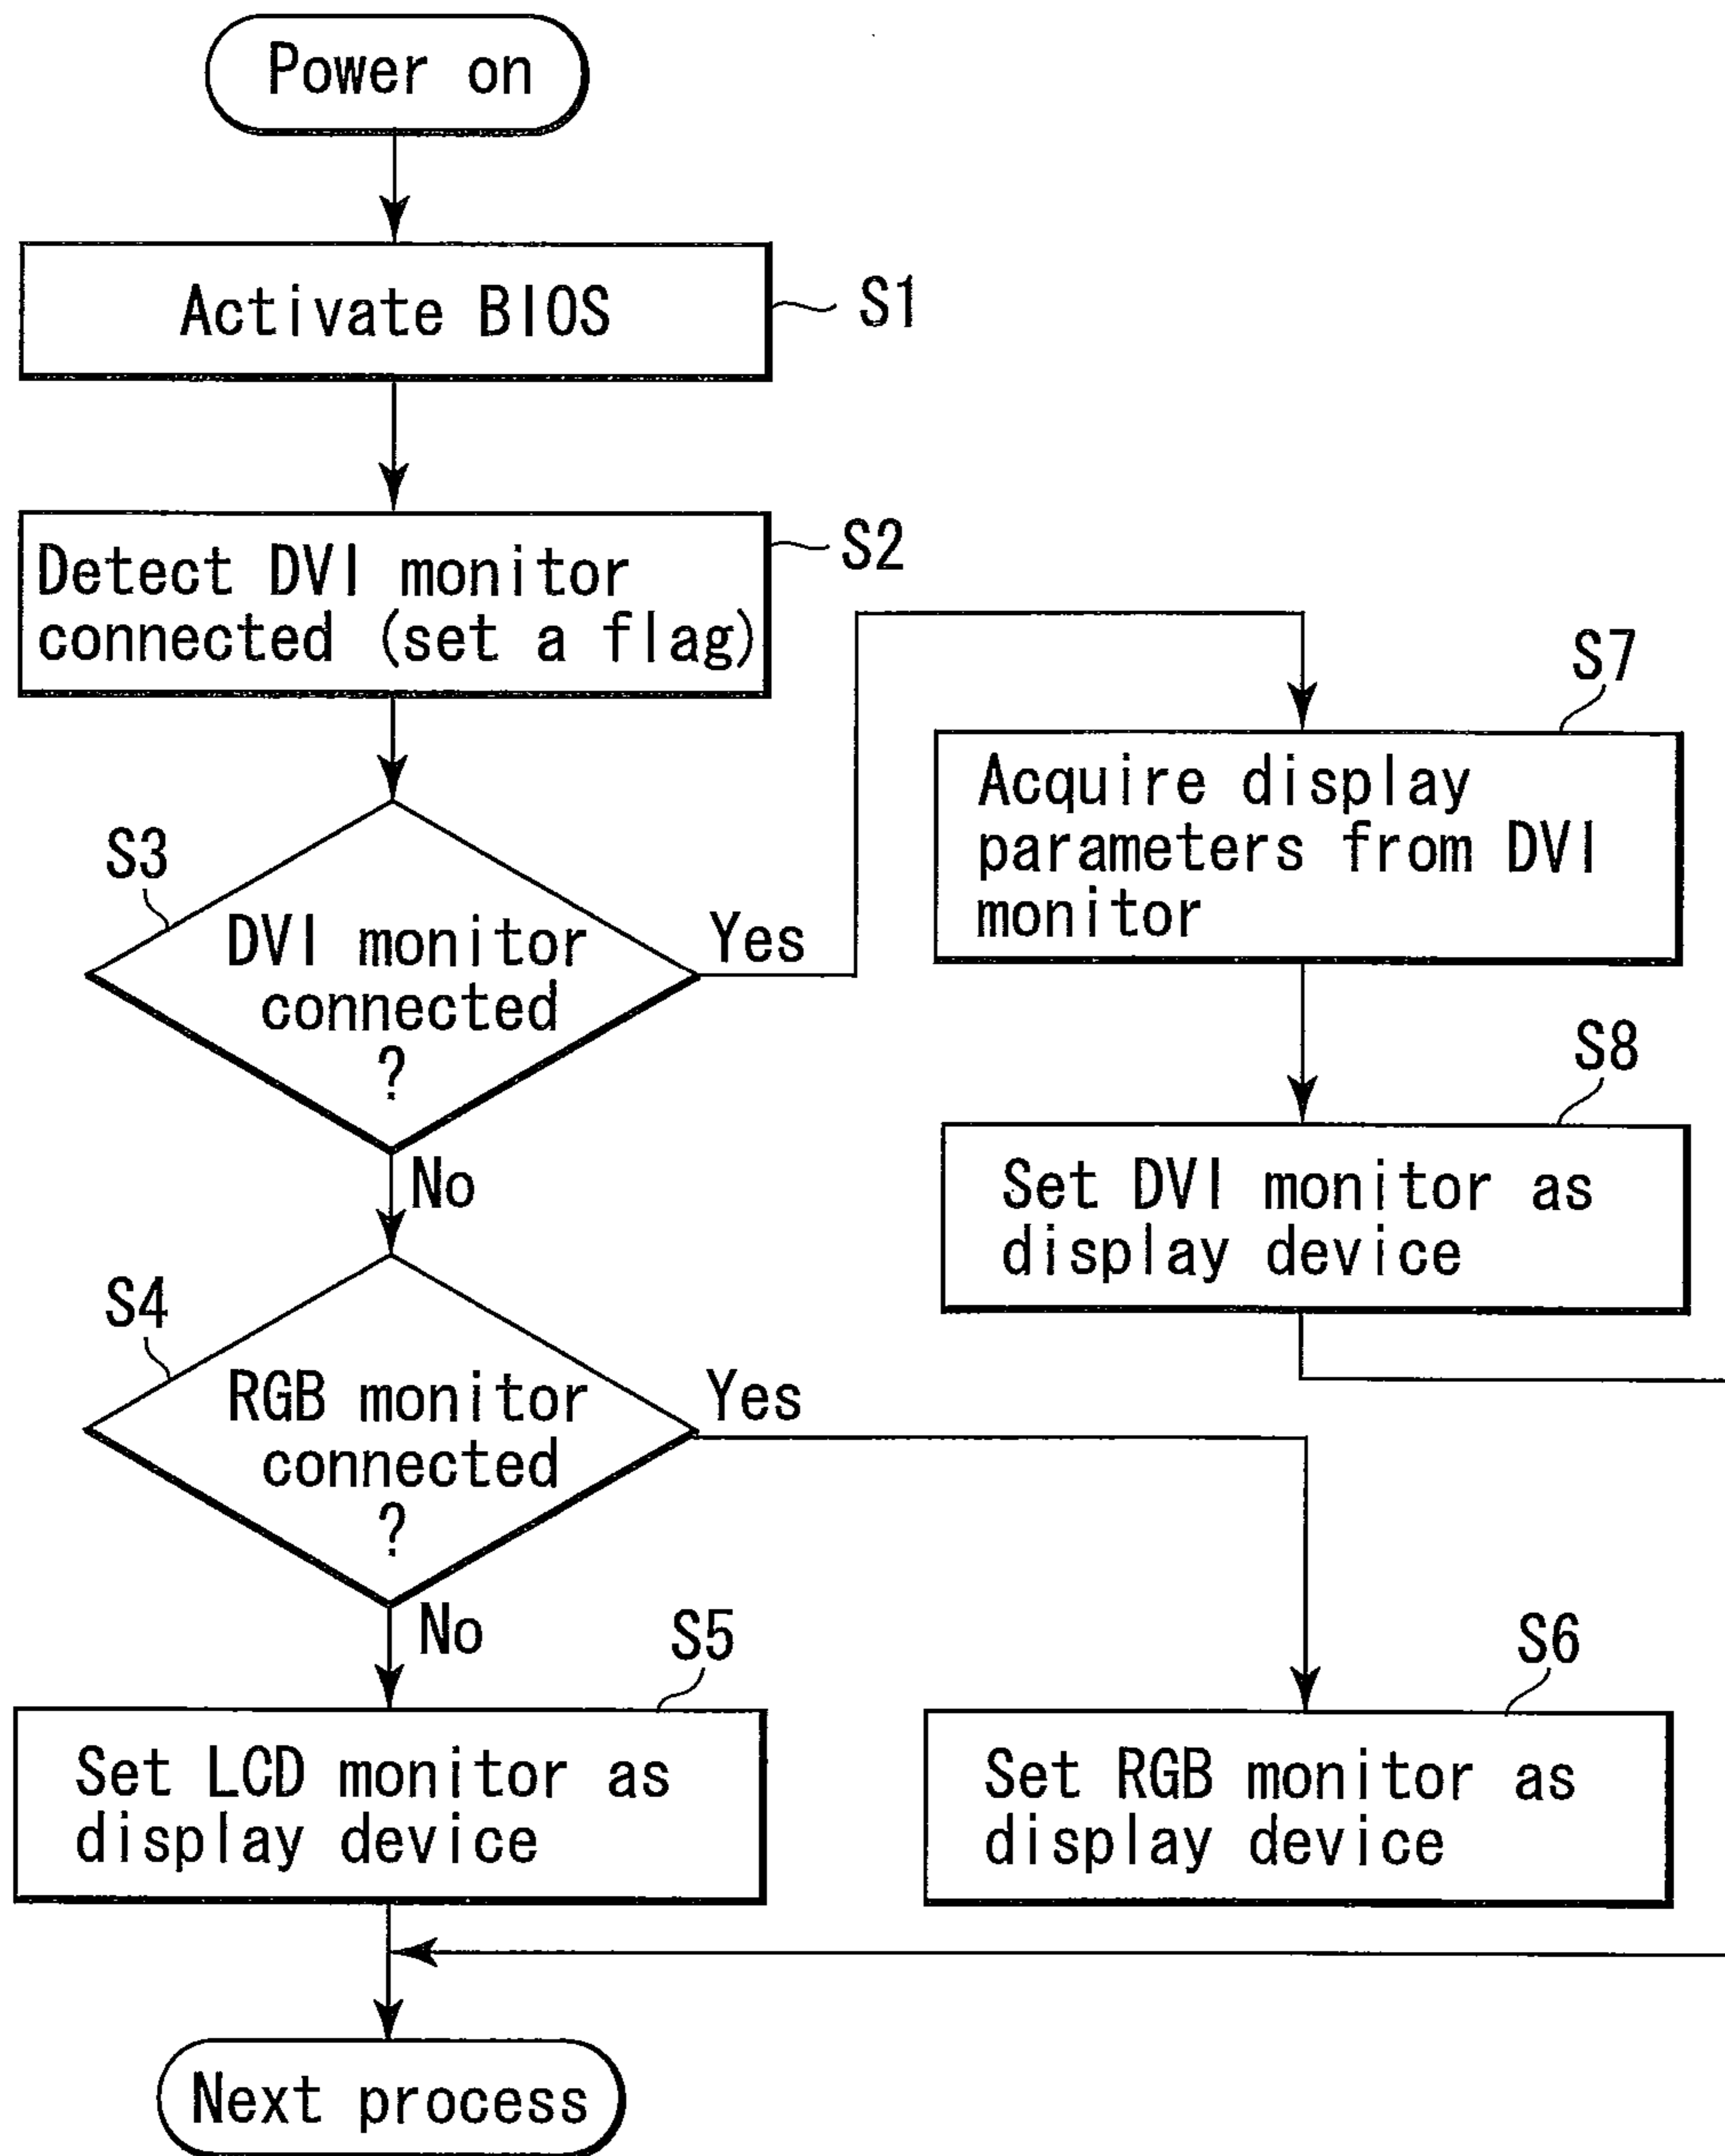 Power on
Activate BIOS
S1
Detect DVI monitor
connected (set a flag)
S2
S3
DVI monitor
connected
?
Yes
No
S7
Acquire display
parameters from DVI
monitor
S8
Set DVI monitor as
display device
S4
RGB monitor
connected
?
Yes
No
S5
Set LCD monitor as
display device
S6
Set RGB monitor as
display device
Next process